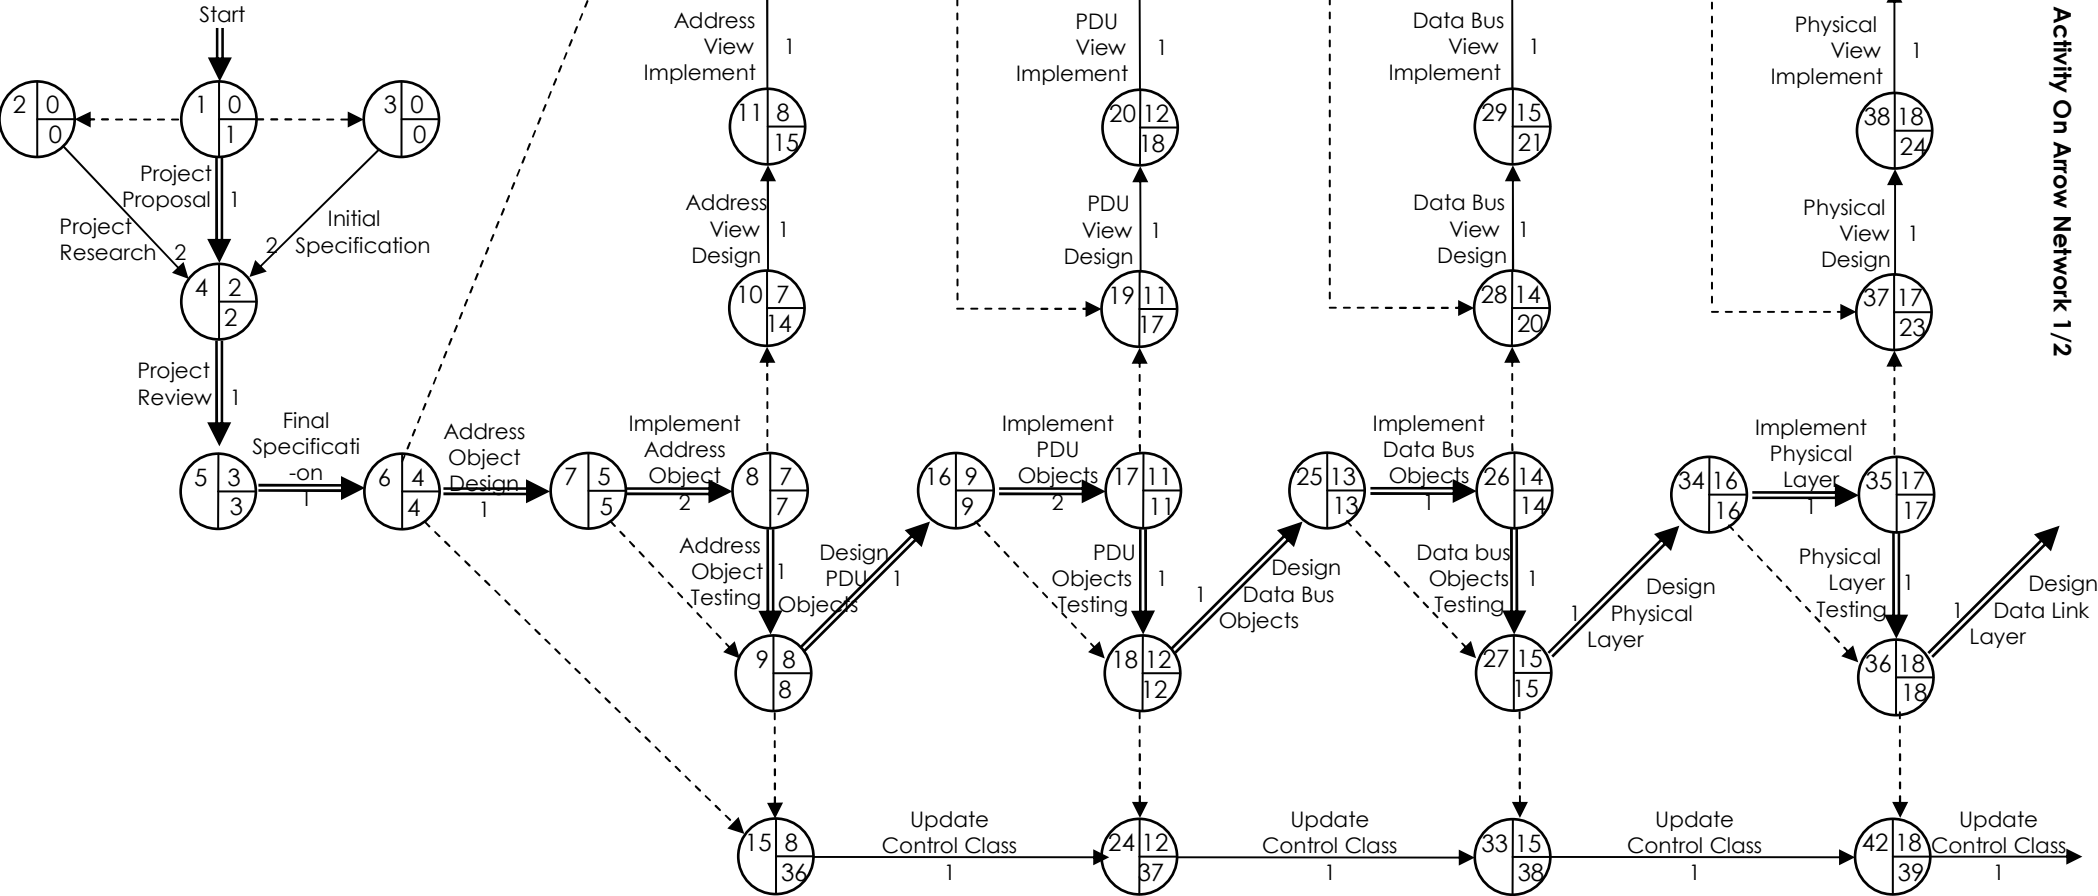 Start
2 0 0
1 0 1
3 0 0
Project
Proposal 1
Project
Research 2
2 Initial
Specification
4 2 2
Project
Review 1
5 3 3
Final
Specificati
-on
1
6 4 4
Address
Object
Design
1
7 5 5
Implement
Address
Object
2
8 7 7
Address
Object
Testing
1
9 8 8
Design
PDU
Objects
1
Address
View
Implement
1
11 8 15
Address
View
Design
1
10 7 14
PDU
View
Implement
1
20 12 18
PDU
View
Design
1
19 11 17
16 9 9
Implement
PDU
Objects
2
17 11 11
PDU
Objects
Testing
1
18 12 12
1
Design
Data Bus
Objects
Data Bus
View
Implement
1
29 15 21
Data Bus
View
Design
1
28 14 20
25 13 13
Implement
Data Bus
Objects
1
26 14 14
Data bus
Objects
Testing
1
27 15 15
1
Design
Physical
Layer
Physical
View
Implement
1
38 18 24
Physical
View
Design
1
37 17 23
34 16 16
Implement
Physical
Layer
1
35 17 17
Physical
Layer
Testing
1
36 18 18
1
Design
Data Link
Layer
15 8 36
Update
Control Class
1
24 12 37
Update
Control Class
1
33 15 38
Update
Control Class
1
42 18 39
Update
Control Class
1
Activity On Arrow Network 1/2